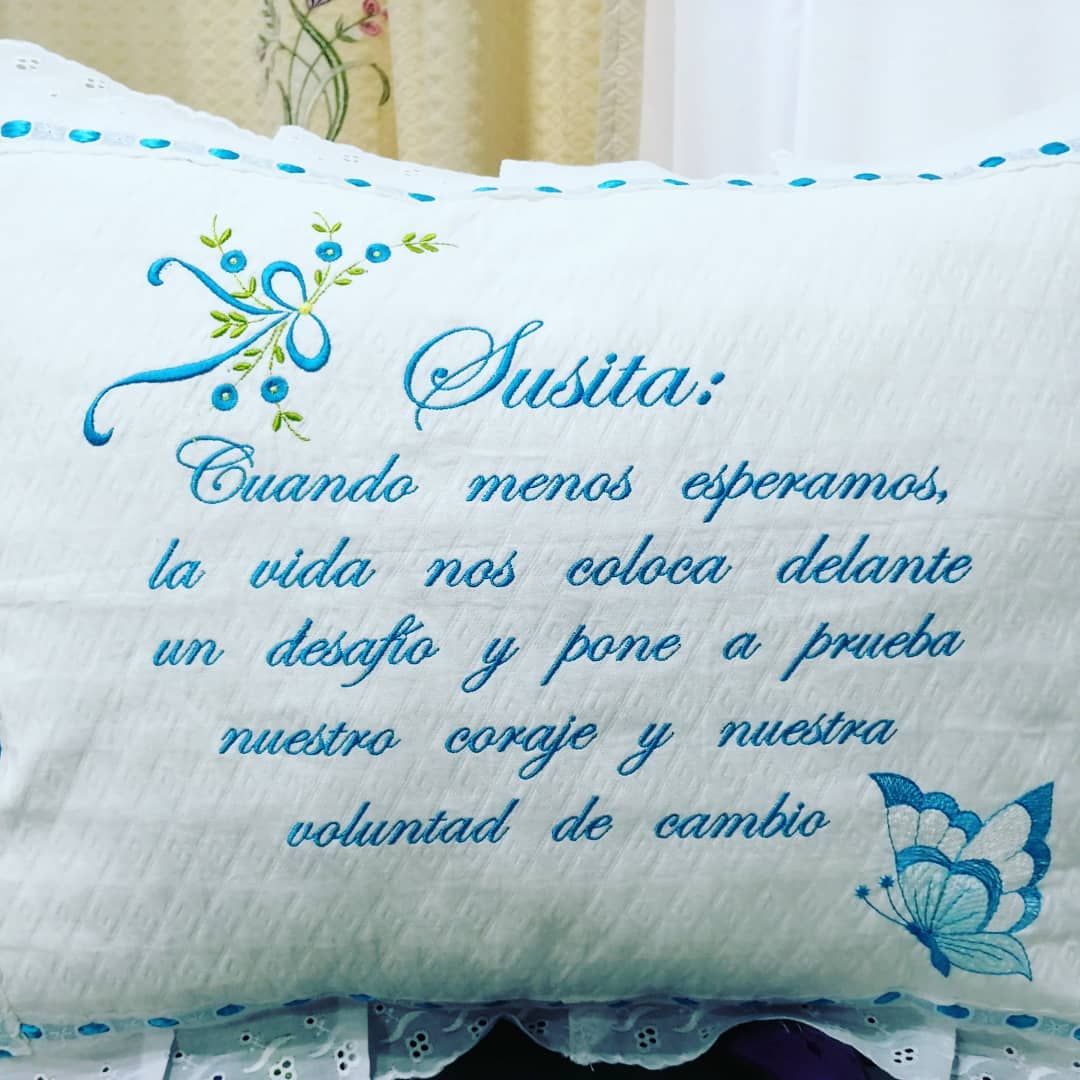 Susita:
Cuando menos esperamos,
la vida nos coloca delante
un desafío y pone a prueba
nuestro coraje y nuestra
voluntad de cambio